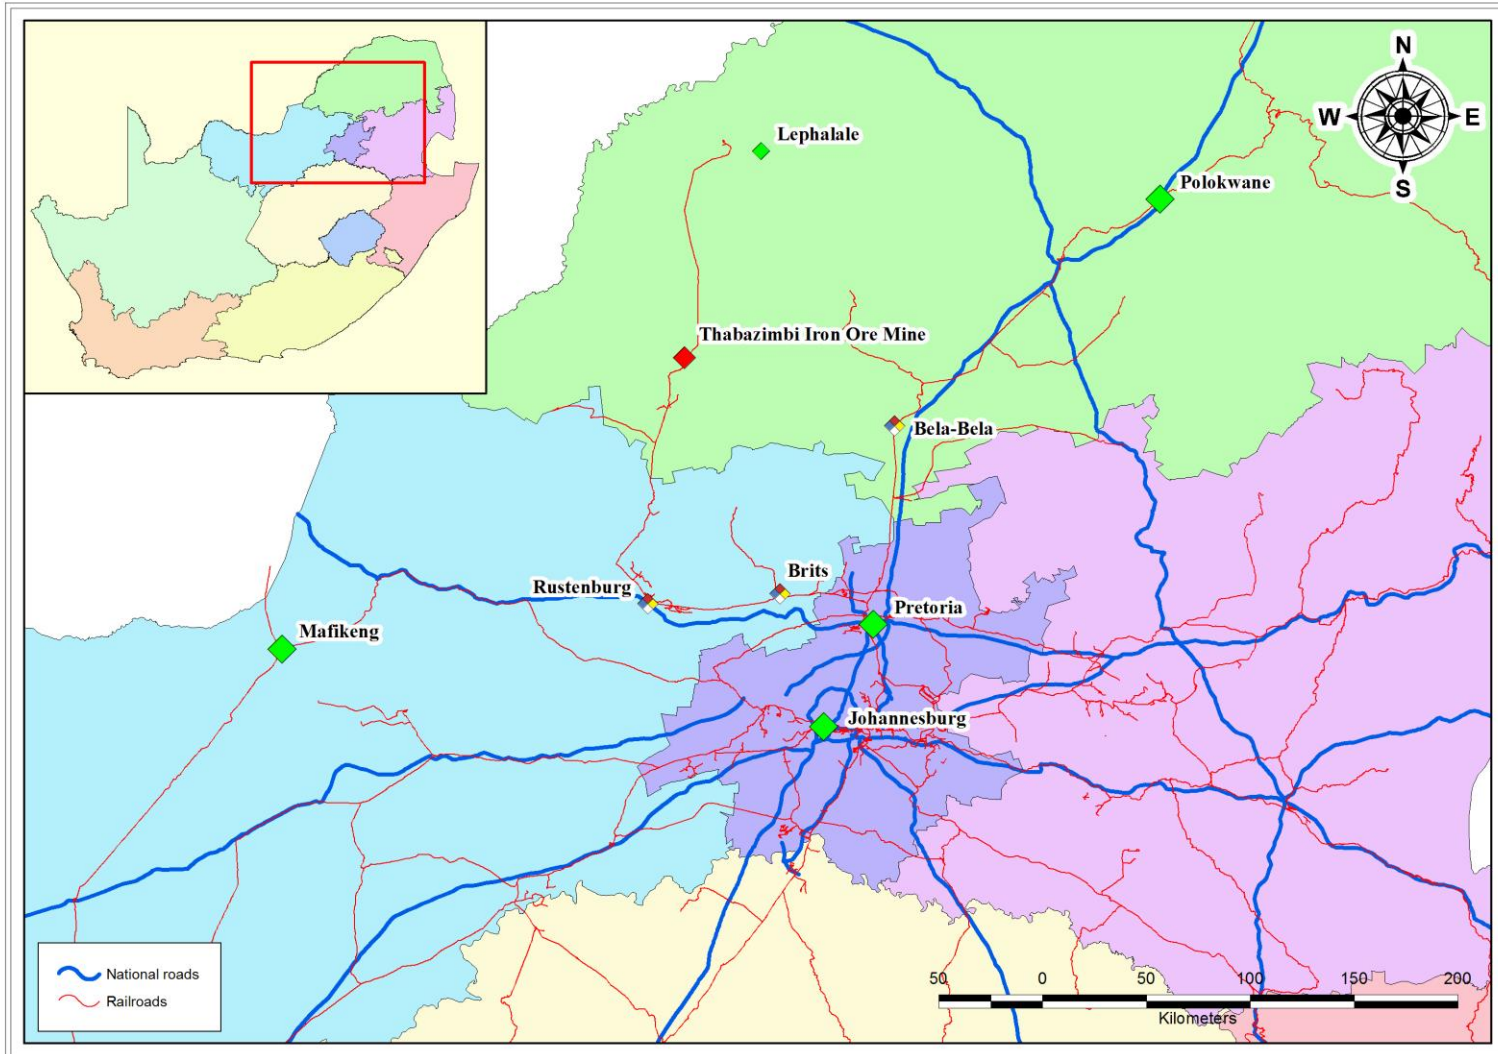 N
W
E
S
Lephalale
Polokwane
Thabazimbi Iron Ore Mine
Bela-Bela
Rustenburg
Brits
Pretoria
Mafikeng
Johannesburg
National roads
Railroads
50 0 50 100 150 200
Kilometers